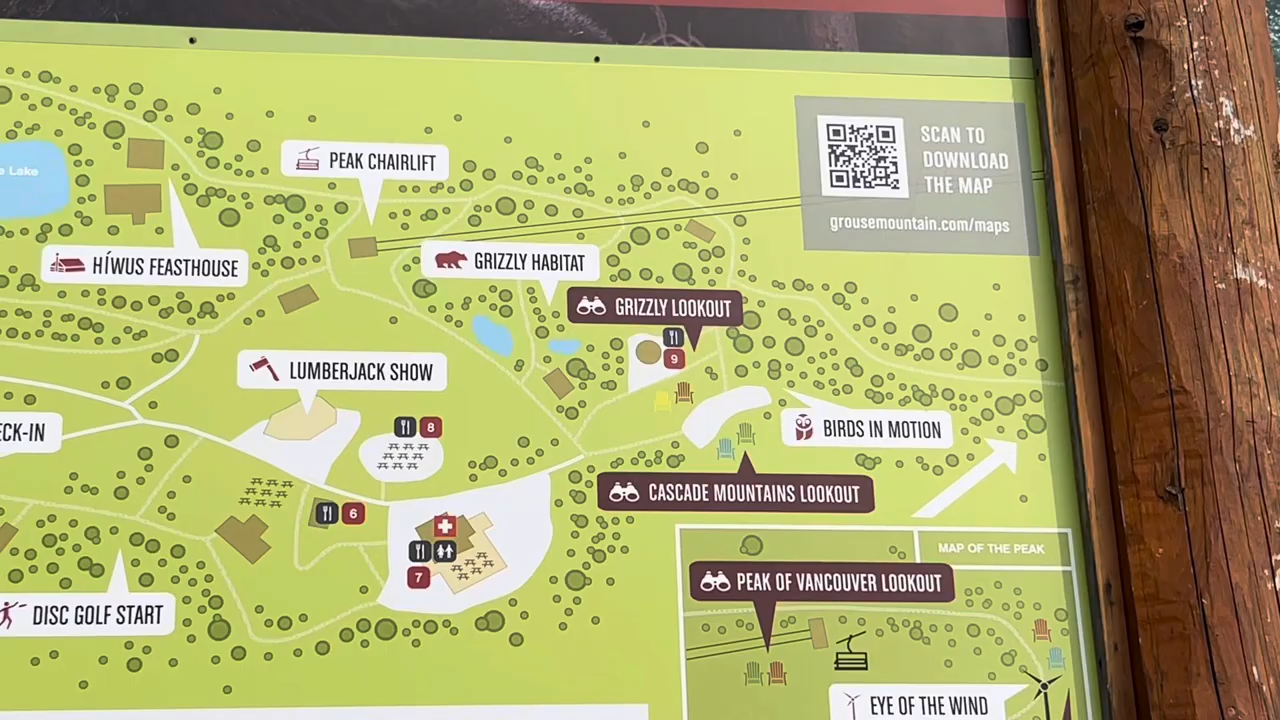 SCAN TO
DOWNLOAD
THE MAP
grousemountain.com/maps
PEAK CHAIRLIFT
Lake
HÍWUS FEASTHOUSE
GRIZZLY HABITAT
GRIZZLY LOOKOUT
9
LUMBERJACK SHOW
8
BIRDS IN MOTION
CASCADE MOUNTAINS LOOKOUT
6
7
DISC GOLF START
MAP OF THE PEAK
PEAK OF VANCOUVER LOOKOUT
EYE OF THE WIND